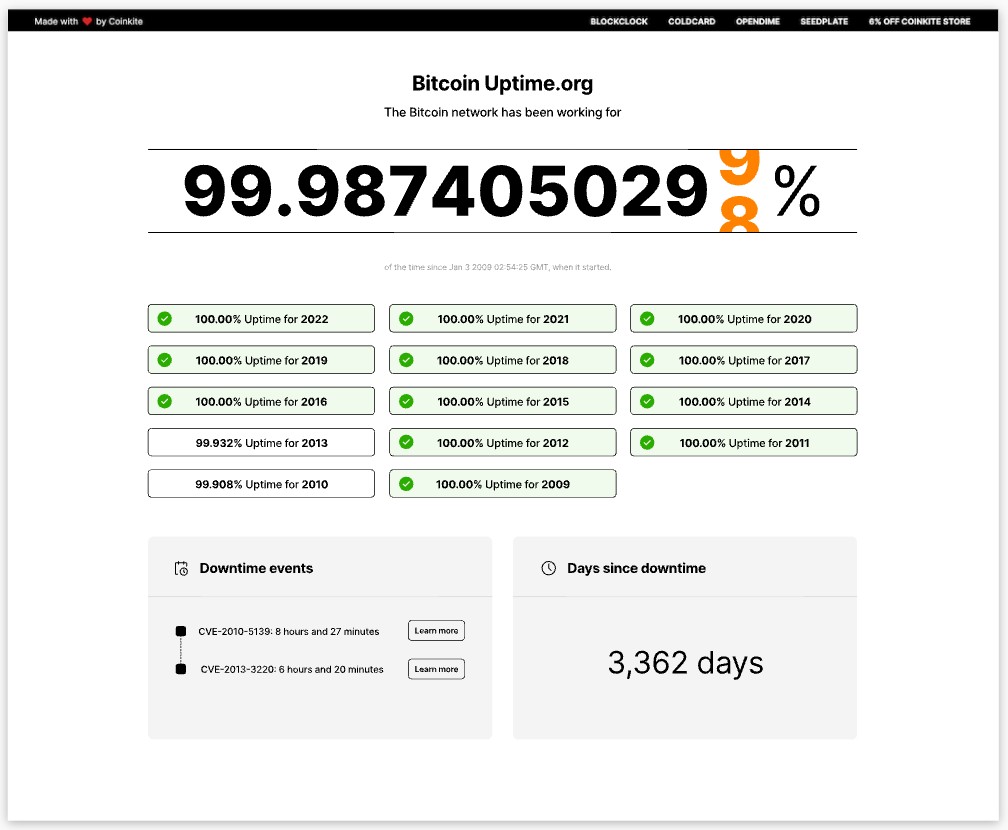 Made with ❤️ by Coinkite
BLOCKCLOCK COLDCARD OPENDIME SEEDPLATE 6% OFF COINKITE STORE
Bitcoin Uptime.org
The Bitcoin network has been working for
99.98740502998%
of the time since Jan 3 2009 02:54:25 GMT, when it started.
100.00% Uptime for 2022
100.00% Uptime for 2021
100.00% Uptime for 2020
100.00% Uptime for 2019
100.00% Uptime for 2018
100.00% Uptime for 2017
100.00% Uptime for 2016
100.00% Uptime for 2015
100.00% Uptime for 2014
99.932% Uptime for 2013
100.00% Uptime for 2012
100.00% Uptime for 2011
99.908% Uptime for 2010
100.00% Uptime for 2009
Downtime events
CVE-2010-5139: 8 hours and 27 minutes
Learn more
CVE-2013-3220: 6 hours and 20 minutes
Learn more
Days since downtime
3,362 days